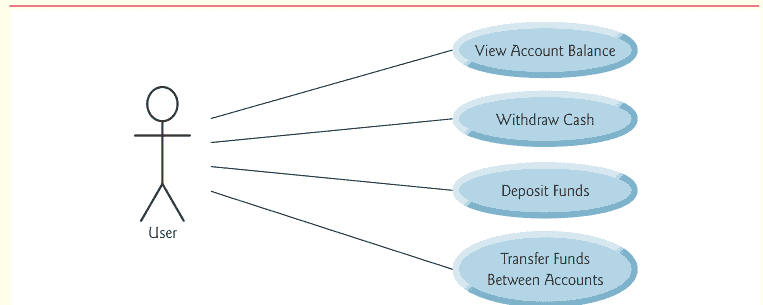 View Account Balance
Withdraw Cash
Deposit Funds
User
Transfer Funds
Between Accounts